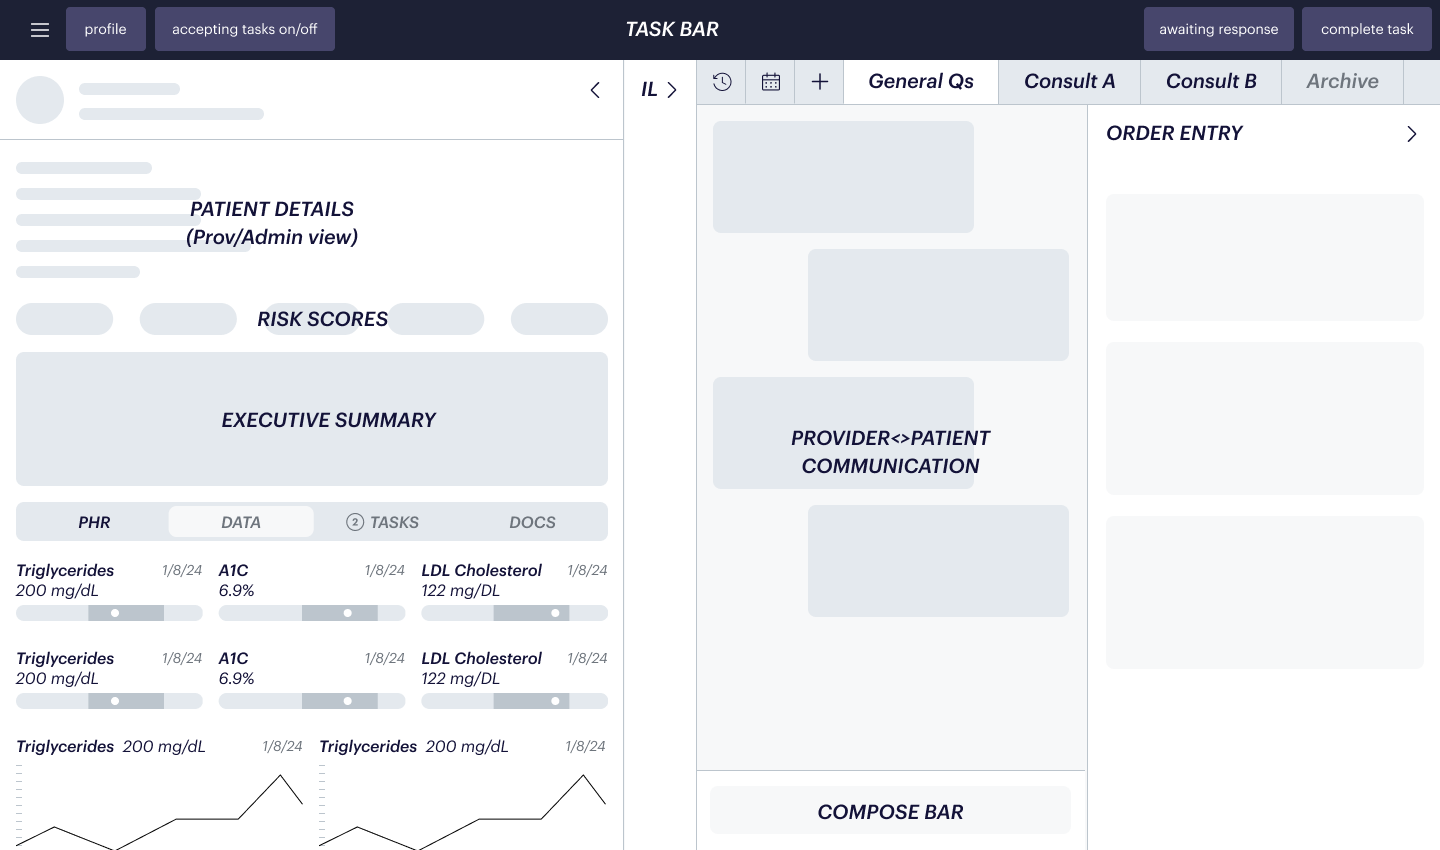 profile
accepting tasks on/off
TASK BAR
awaiting response
complete task
IL
General Qs
Consult A
Consult B
Archive
PATIENT DETAILS
(Prov/Admin view)
RISK SCORES
EXECUTIVE SUMMARY
PHR
DATA
2 TASKS
DOCS
Triglycerides 1/8/24
200 mg/dL
A1C 1/8/24
6.9%
LDL Cholesterol 1/8/24
122 mg/DL
Triglycerides 1/8/24
200 mg/dL
A1C 1/8/24
6.9%
LDL Cholesterol 1/8/24
122 mg/DL
Triglycerides 200 mg/dL 1/8/24
Triglycerides 200 mg/dL 1/8/24
PROVIDER<>PATIENT
COMMUNICATION
COMPOSE BAR
ORDER ENTRY